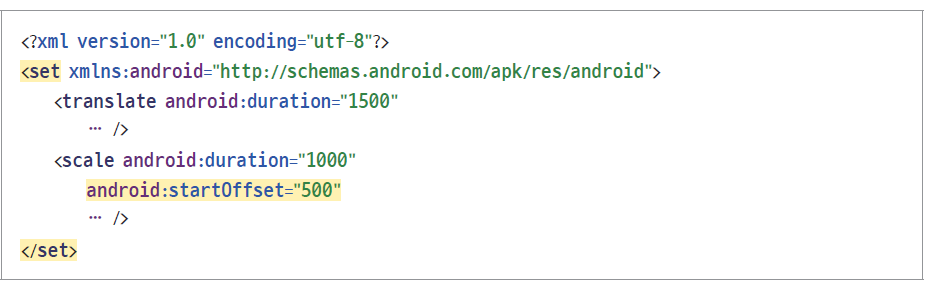 <?xml version="1.0" encoding="utf-8"?>
<set xmlns:android="http://schemas.android.com/apk/res/android">
<translate android:duration="1500"
… />
<scale android:duration="1000"
android:startOffset="500"
… />
</set>